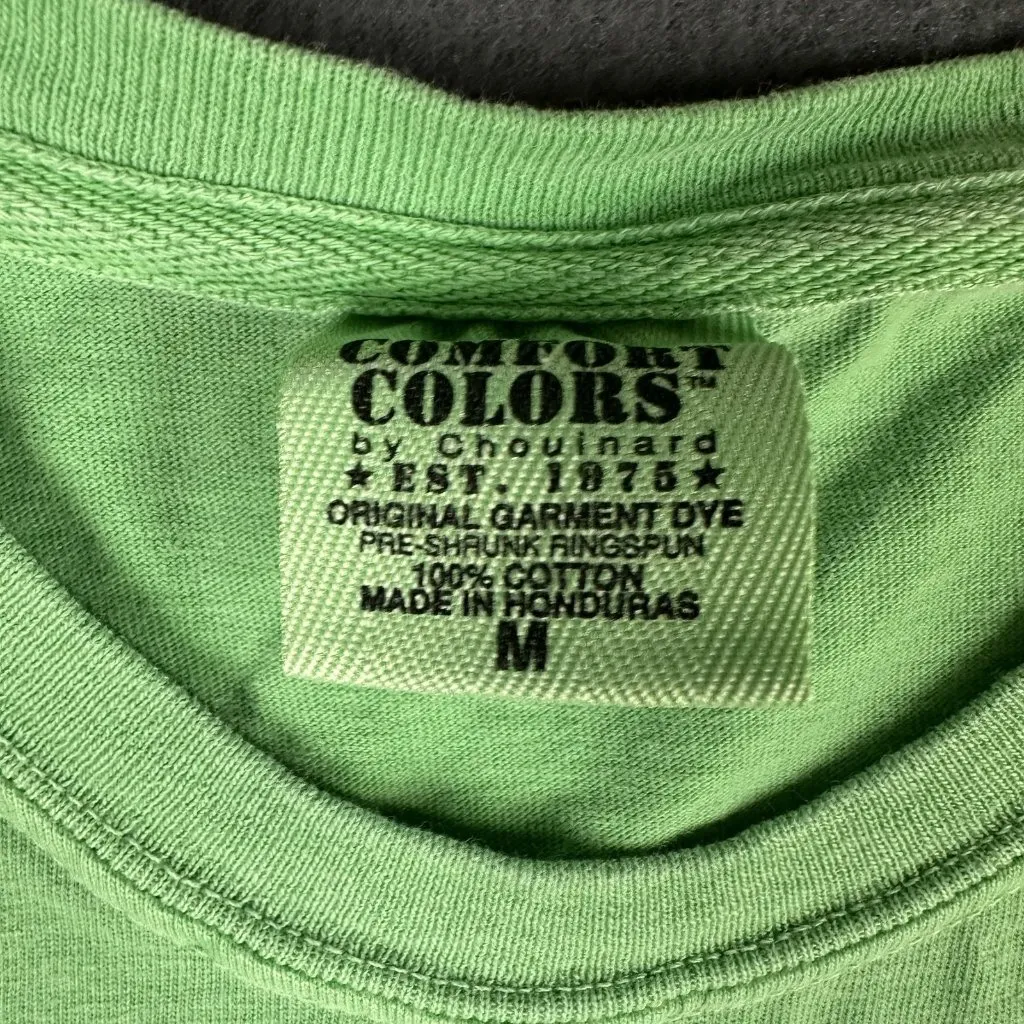 COMFORT
COLORS™
by Chouinard
★ EST. 1975 ★
ORIGINAL GARMENT DYE
PRE-SHRUNK RINGSPUN
100% COTTON
MADE IN HONDURAS
M